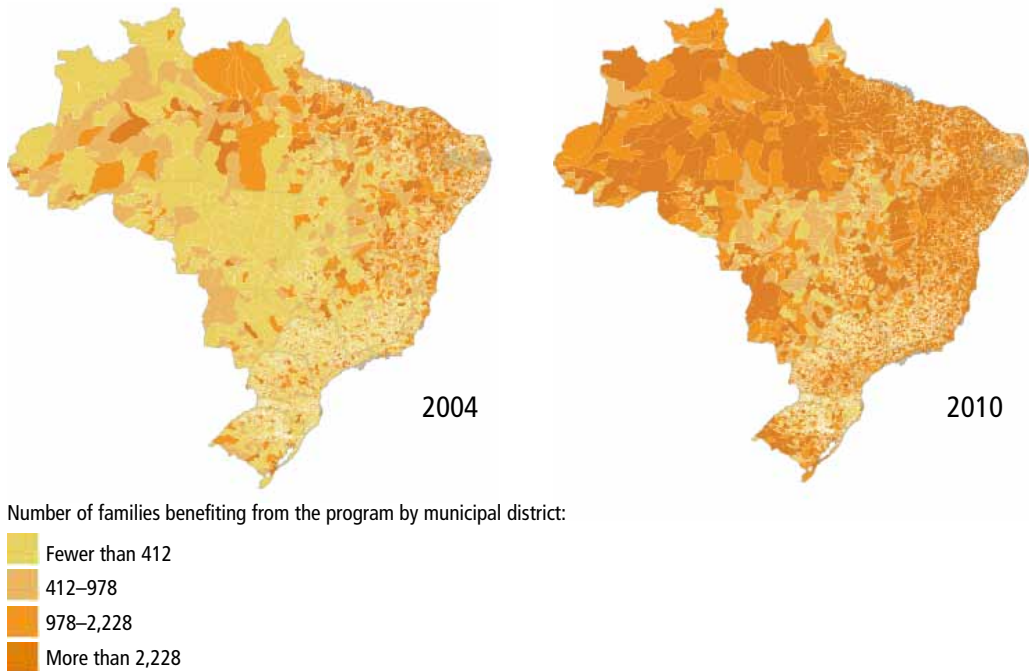 2004
2010
Number of families benefiting from the program by municipal district:
Fewer than 412
412–978
978–2,228
More than 2,228